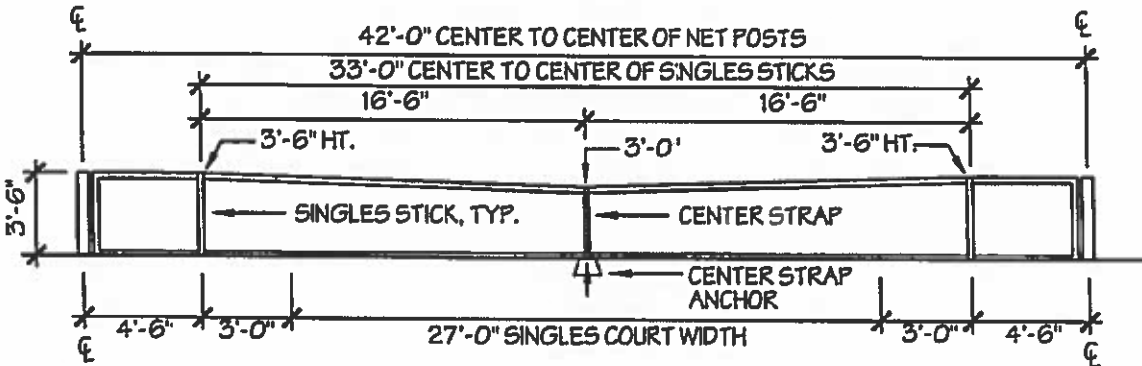 ℄ ℄
42'-0" CENTER TO CENTER OF NET POSTS
33'-0" CENTER TO CENTER OF SINGLES STICKS
16'-6" 16'-6"
3'-6" HT. 3'-0' 3'-6" HT.
3'-6"
SINGLES STICK, TYP. CENTER STRAP
CENTER STRAP
ANCHOR
4'-6" 3'-0" 27'-0" SINGLES COURT WIDTH 3'-0" 4'-6"
℄ ℄